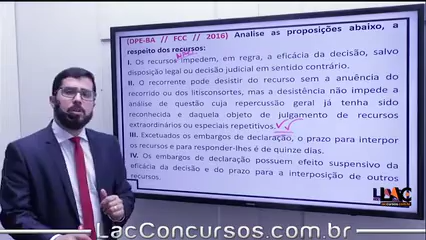 (DPE-BA // FCC // 2016) Analise as proposições abaixo, a
respeito dos recursos:
I. Os recursos impedem, em regra, a eficácia da decisão, salvo
disposição legal ou decisão judicial em sentido contrário.
II. O recorrente pode desistir do recurso sem a anuência do
recorrido ou dos litisconsortes, mas a desistência não impede a
análise de questão cuja repercussão geral já tenha sido
reconhecida e daquela objeto de julgamento de recursos
extraordinários ou especiais repetitivos.
III. Excetuados os embargos de declaração, o prazo para interpor
os recursos e para responder-lhes é de quinze dias.
IV. Os embargos de declaração possuem efeito suspensivo da
eficácia da decisão e do prazo para a interposição de outros
recursos.
LacConcursos.com.br